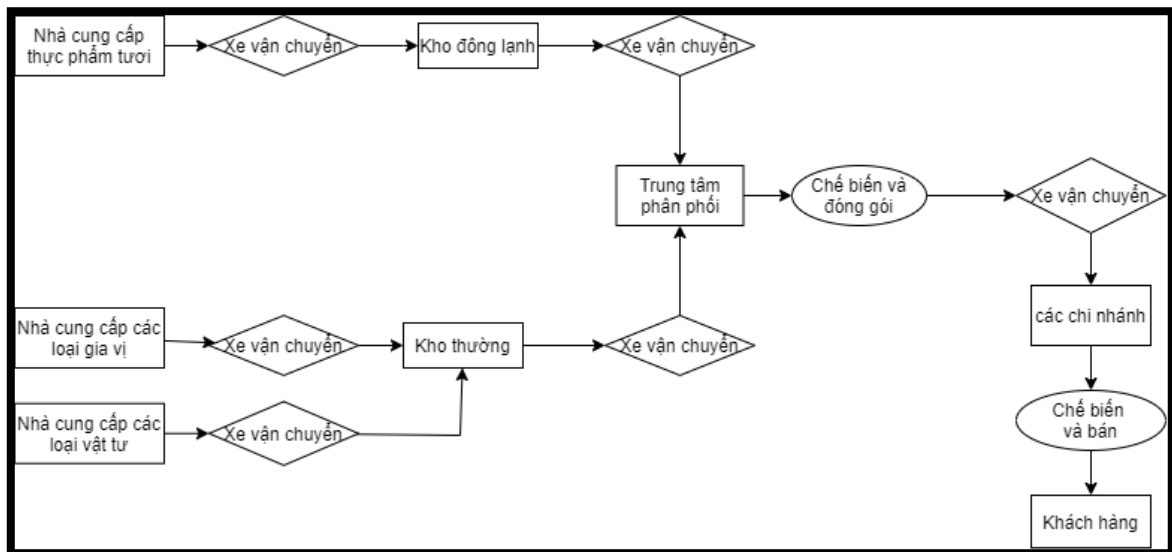 Nhà cung cấp
thực phẩm tươi
Xe vận chuyển
Kho đông lạnh
Xe vận chuyển
Trung tâm
phân phối
Chế biến và
đóng gói
Xe vận chuyển
Nhà cung cấp các
loại gia vị
Xe vận chuyển
Kho thường
Xe vận chuyển
các chi nhánh
Nhà cung cấp các
loại vật tư
Xe vận chuyển
Chế biến
và bán
Khách hàng